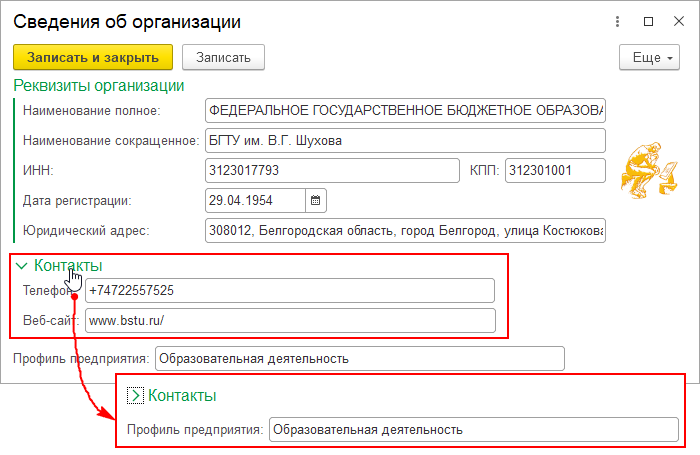 Сведения об организации
Записать и закрыть Записать Еще
Реквизиты организации
Наименование полное: ФЕДЕРАЛЬНОЕ ГОСУДАРСТВЕННОЕ БЮДЖЕТНОЕ ОБРАЗОВА
Наименование сокращенное: БГТУ им. В.Г. Шухова
ИНН: 3123017793 КПП: 312301001
Дата регистрации: 29.04.1954
Юридический адрес: 308012, Белгородская область, город Белгород, улица Костюкова
Контакты
Телефон: +74722557525
Веб-сайт: www.bstu.ru/
Профиль предприятия: Образовательная деятельность
Контакты
Профиль предприятия: Образовательная деятельность